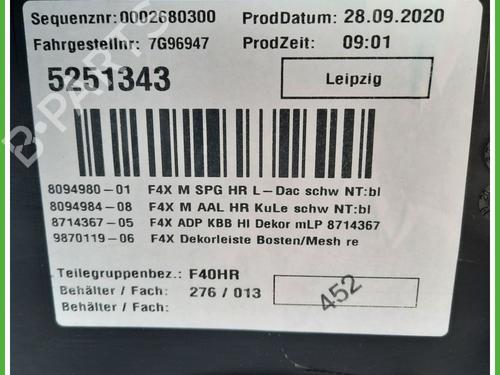 Sequenznr:0002680300 ProdDatum: 28.09.2020
Fahrgestellnr: 7G96947 ProdZeit: 09:01
5251343 Leipzig
8094980-01 F4X M SPG HR L-Dac schw NT:bl
8094984-08 F4X M AAL HR KuLe schw NT:bl
8714367-05 F4X ADP KBB HI Dekor mLP 8714367
9870119-06 F4X Dekorleiste Bosten/Mesh re
Teilegruppenbez.: F40HR
Behälter / Fach: 276 / 013 452
Behälter / Fach:
B-PARTS